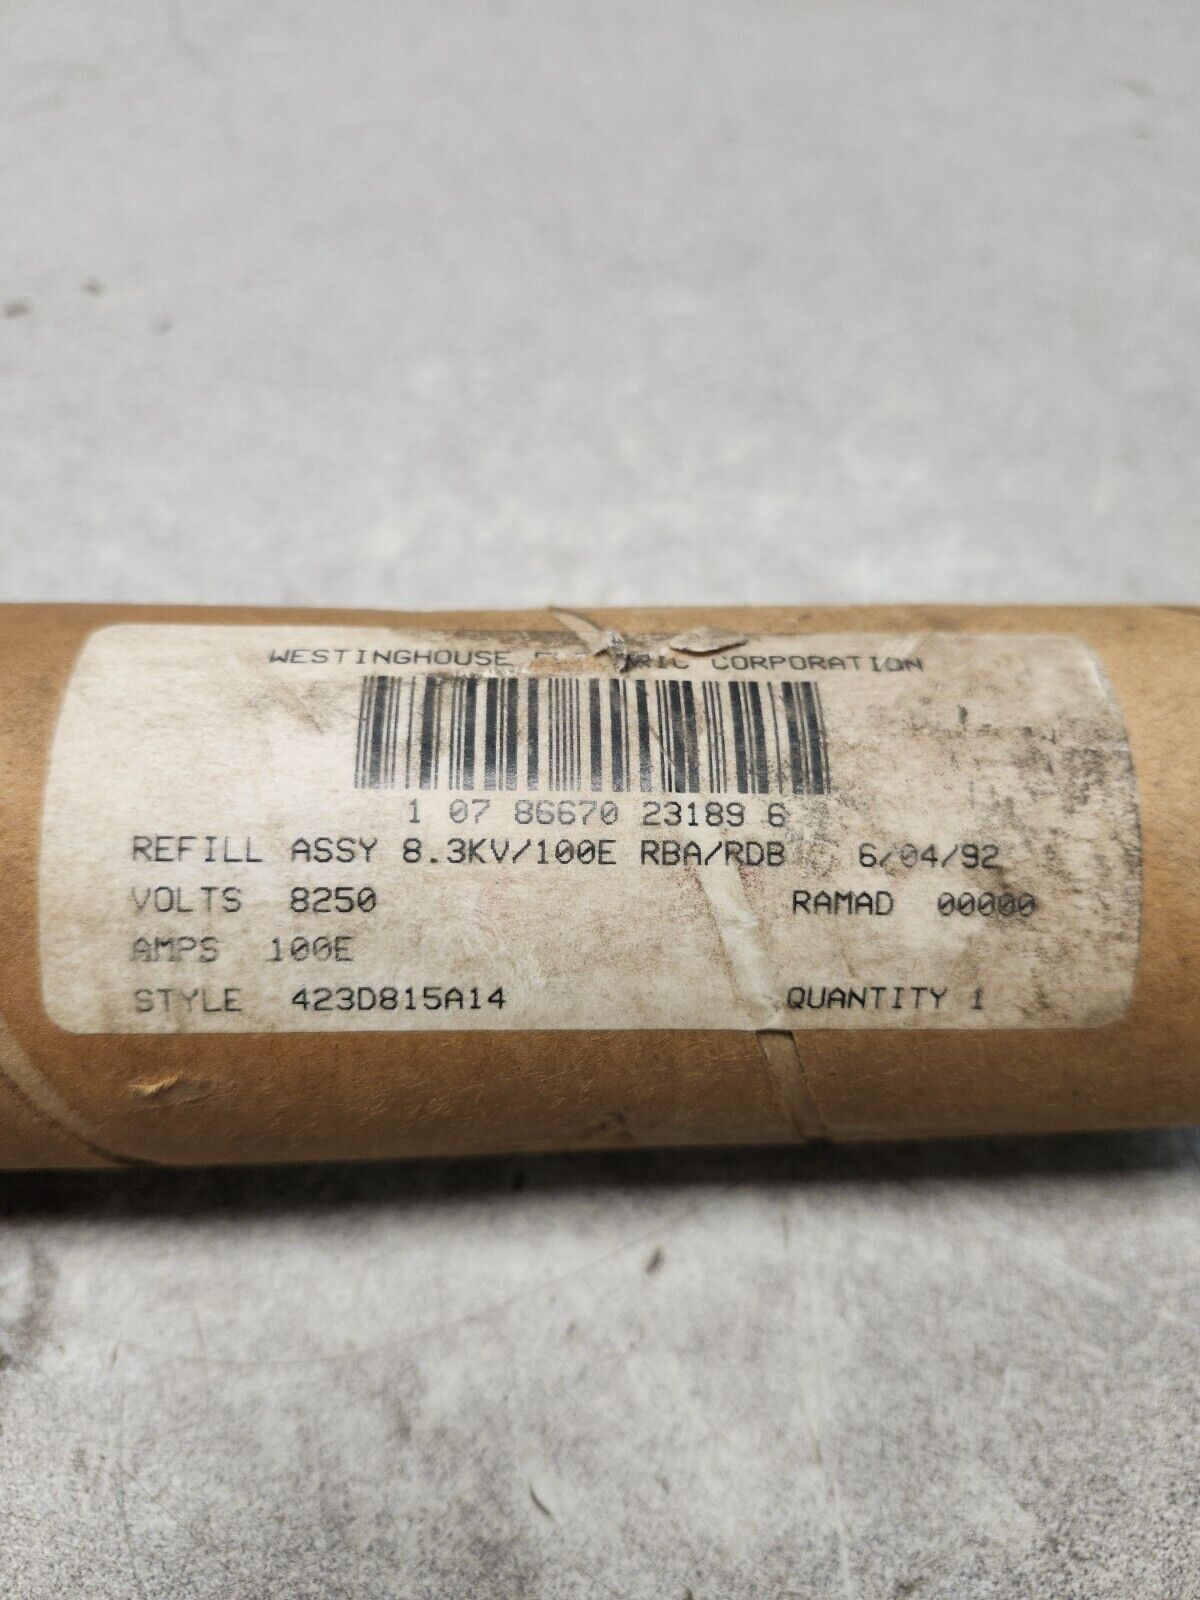 WESTINGHOUSE CORPORATION
1 07 86670 23189 6
REFILL ASSY 8.3KV/100E RBA/RDB 6/04/92
VOLTS 8250 RAMAD 00000
AMPS 100E
STYLE 423D815A14 QUANTITY 1